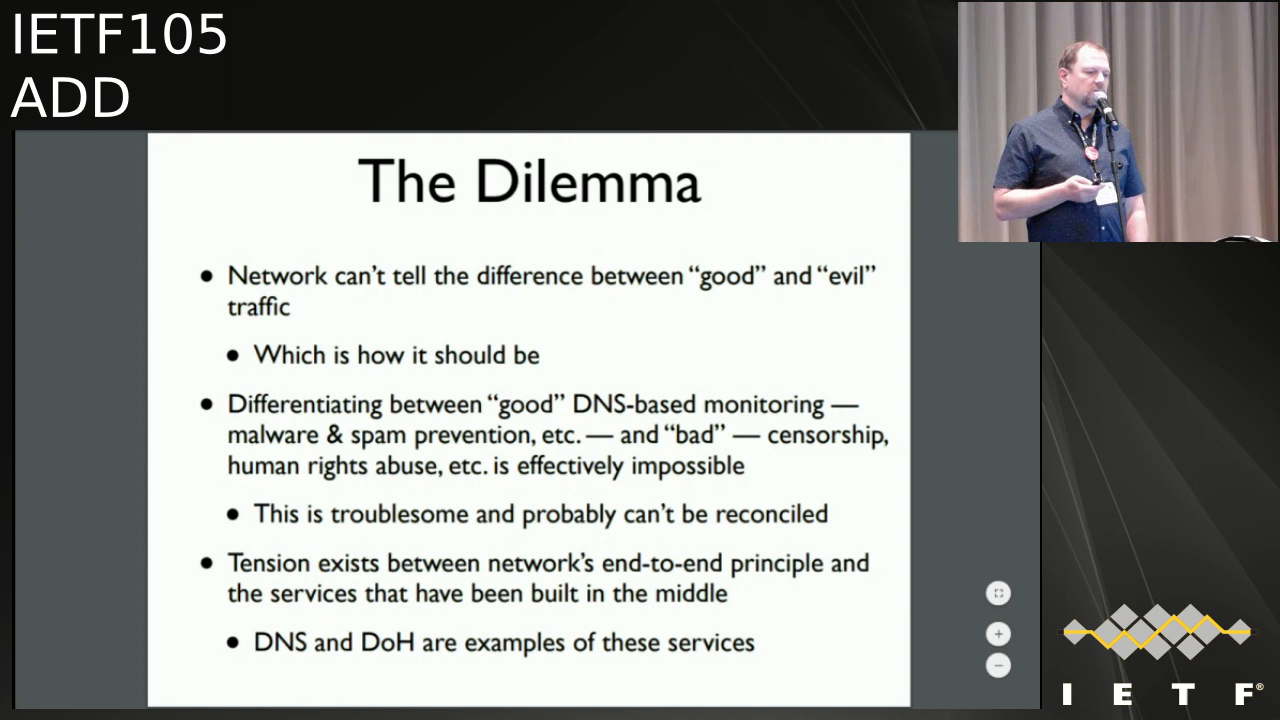 IETF105
ADD
The Dilemma
• Network can’t tell the difference between “good” and “evil”
traffic
• Which is how it should be
• Differentiating between “good” DNS-based monitoring —
malware & spam prevention, etc. — and “bad” — censorship,
human rights abuse, etc. is effectively impossible
• This is troublesome and probably can’t be reconciled
• Tension exists between network’s end-to-end principle and
the services that have been built in the middle
• DNS and DoH are examples of these services
I E T F®